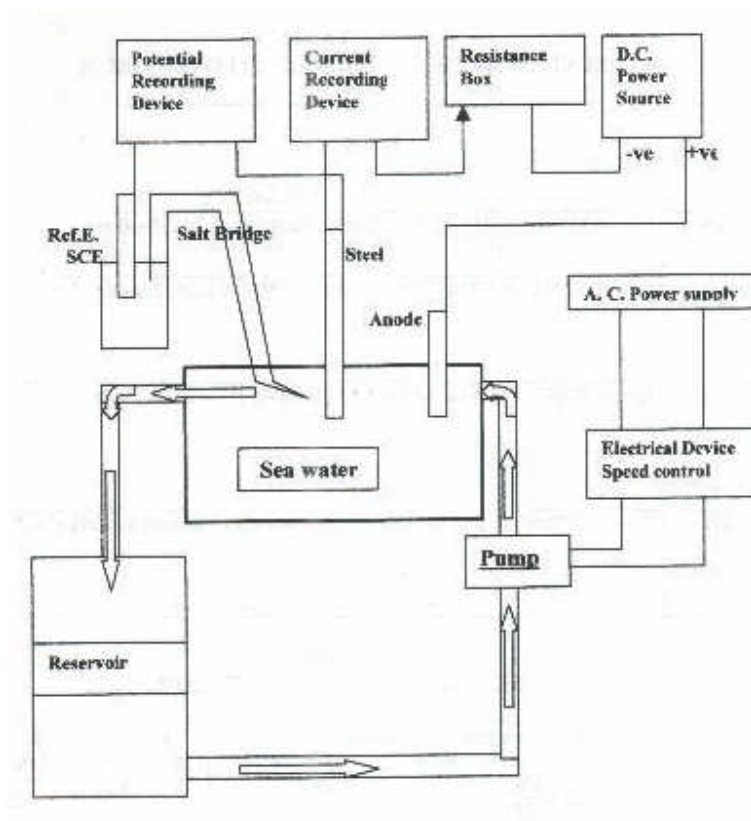 Potential
Recording
Device
Current
Recording
Device
Resistance
Box
D.C.
Power
Source
-ve
+ve
Ref.E.
SCE
Salt Bridge
Steel
Anode
A. C. Power supply
Sea water
Electrical Device
Speed control
Pump
Reservoir